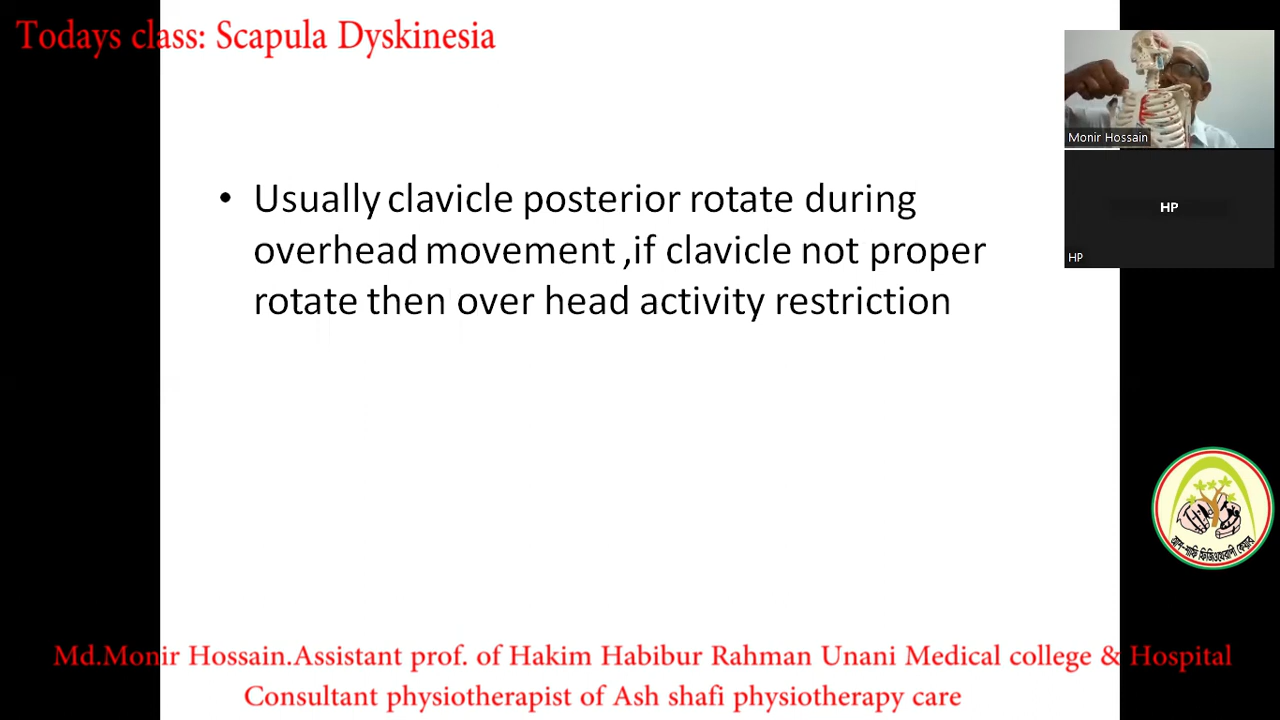 Todays class: Scapula Dyskinesia
Monir Hossain
HP
HP
• Usually clavicle posterior rotate during
overhead movement ,if clavicle not proper
rotate then over head activity restriction
আশ-শাফি ফিজিওথেরাপী কেয়ার
Md.Monir Hossain.Assistant prof. of Hakim Habibur Rahman Unani Medical college & Hospital
Consultant physiotherapist of Ash shafi physiotherapy care